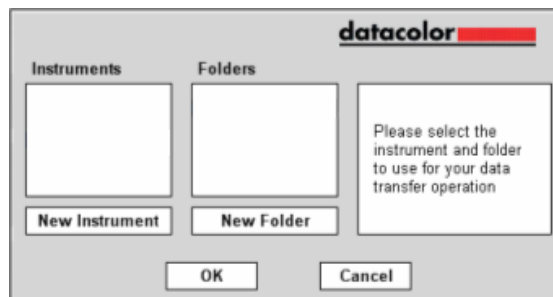 datacolor
Instruments Folders
Please select the
instrument and folder
to use for your data
transfer operation
New Instrument New Folder
OK Cancel